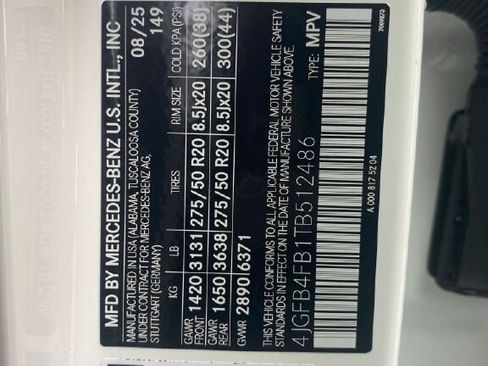 MFD BY MERCEDES-BENZ U.S. INTL., INC
MANUFACTURED IN USA (ALABAMA, TUSCALOOSA COUNTY)
UNDER CONTRACT FOR MERCEDES-BENZ AG,
STUTTGART (GERMANY)
08/25
149
KG LB TIRES RIM SIZE COLD KPA (PSI)
GAWR FRONT 1420 3131 275/50 R20 8.5Jx20 260(38)
GAWR REAR 1650 3638 275/50 R20 8.5Jx20 300(44)
GVWR 2890 6371
THIS VEHICLE CONFORMS TO ALL APPLICABLE FEDERAL MOTOR VEHICLE SAFETY
STANDARDS IN EFFECT ON THE DATE OF MANUFACTURE SHOWN ABOVE.
4JGFB4FB1TB512486 TYPE: MPV
A 000 817 52 04